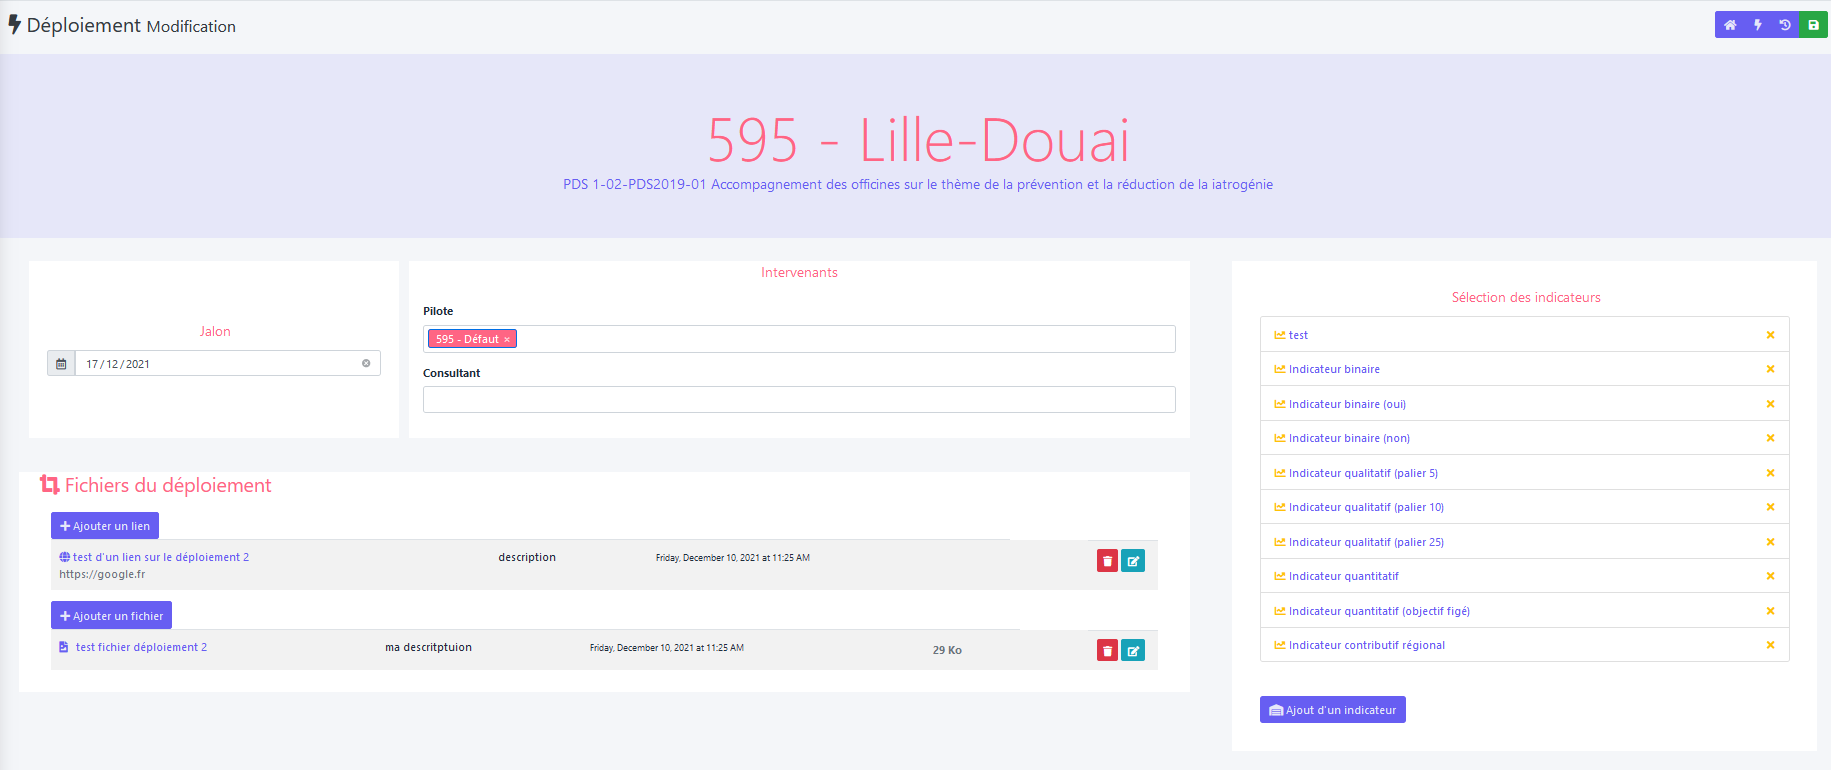 Déploiement Modification
595 - Lille-Douai
PDS 1-02-PDS2019-01 Accompagnement des officines sur le thème de la prévention et la réduction de la iatrogénie
Jalon
17/12/2021
Intervenants
Pilote
595 - Défaut ×
Consultant
Fichiers du déploiement
Ajouter un lien
test d'un lien sur le déploiement 2 description Friday, December 10, 2021 at 11:25 AM
https://google.fr
Ajouter un fichier
test fichier déploiement 2 ma descritptuion Friday, December 10, 2021 at 11:25 AM 29 Ko
Sélection des indicateurs
test
Indicateur binaire
Indicateur binaire (oui)
Indicateur binaire (non)
Indicateur qualitatif (palier 5)
Indicateur qualitatif (palier 10)
Indicateur qualitatif (palier 25)
Indicateur quantitatif
Indicateur quantitatif (objectif figé)
Indicateur contributif régional
Ajout d'un indicateur